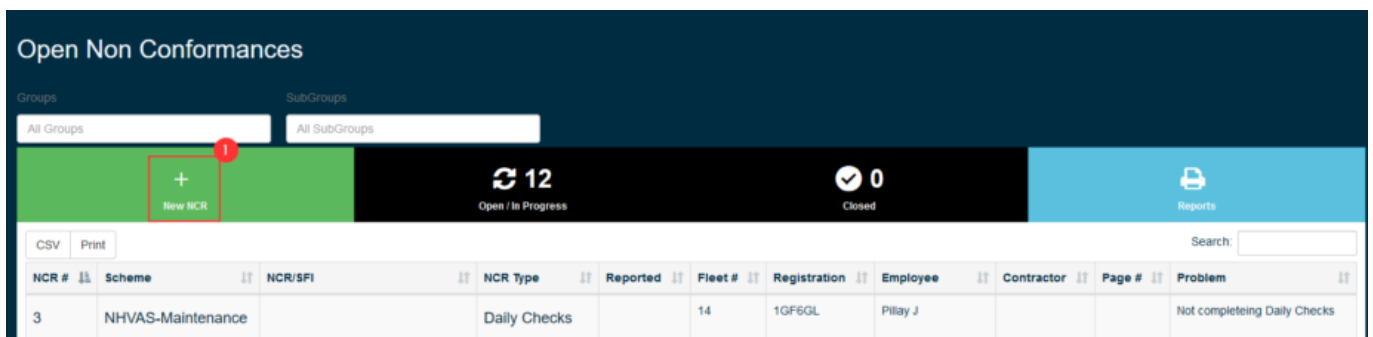 Open Non Conformances
Groups SubGroups
All Groups All SubGroups
1
12 0
New NCR Open / In Progress Closed Reports
CSV Print Search:
NCR # Scheme NCR/SFI NCR Type Reported Fleet # Registration Employee Contractor Page # Problem
3 NHVAS-Maintenance Daily Checks 14 1GF6GL Pillay J Not completeing Daily Checks